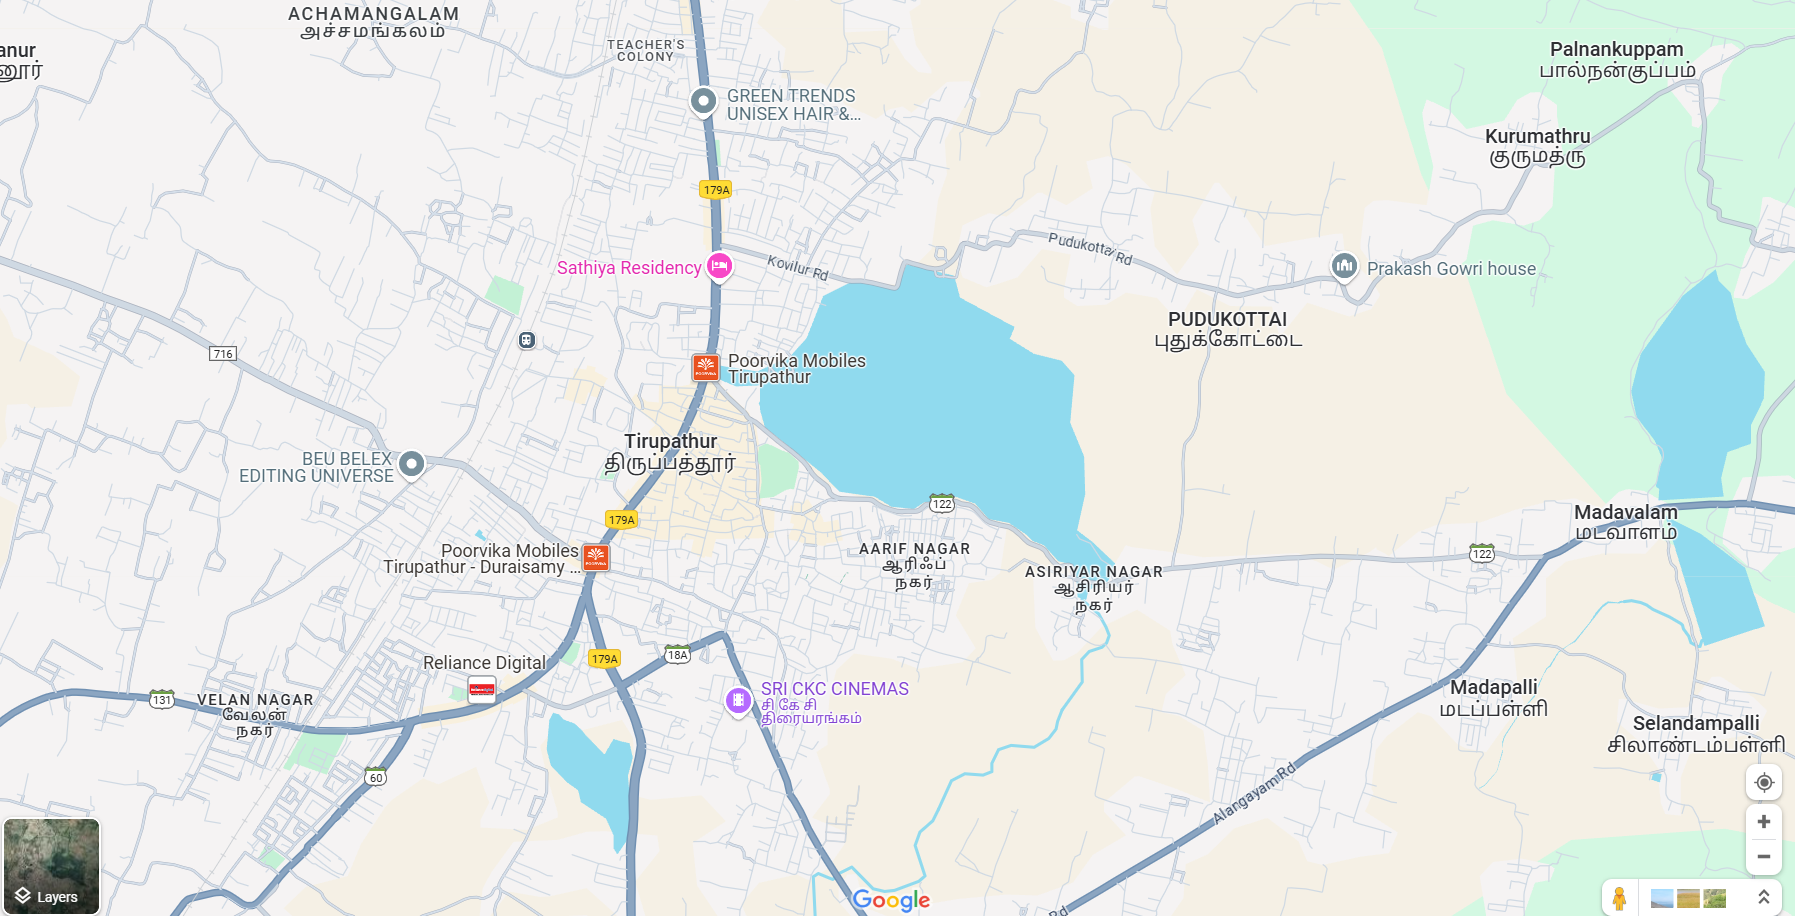 ACHAMANGALAM
அச்சமங்கலம்
TEACHER'S
COLONY
Palnankuppam
பால்நன்குப்பம்
GREEN TRENDS
UNISEX HAIR &...
Kurumathru
குருமத்ரு
179A
Pudukottai Rd
Kovilur Rd
Sathiya Residency
Prakash Gowri house
PUDUKOTTAI
புதுக்கோட்டை
716
Poorvika Mobiles
Tirupathur
Tirupathur
திருப்பத்தூர்
BEU BELEX
EDITING UNIVERSE
122
179A
Madavalam
மடவாளம்
Poorvika Mobiles
Tirupathur - Duraisamy ...
AARIF NAGAR
ஆரிஃப்
நகர்
122
ASIRIYAR NAGAR
ஆசிரியர்
நகர்
179A
18A
Reliance Digital
131
VELAN NAGAR
வேலன்
நகர்
SRI CKC CINEMAS
சி கே சி
திரையரங்கம்
Madapalli
மடப்பள்ளி
Selandampalli
சிலாண்டம்பள்ளி
60
Alangayam Rd
Layers
Google
Rd